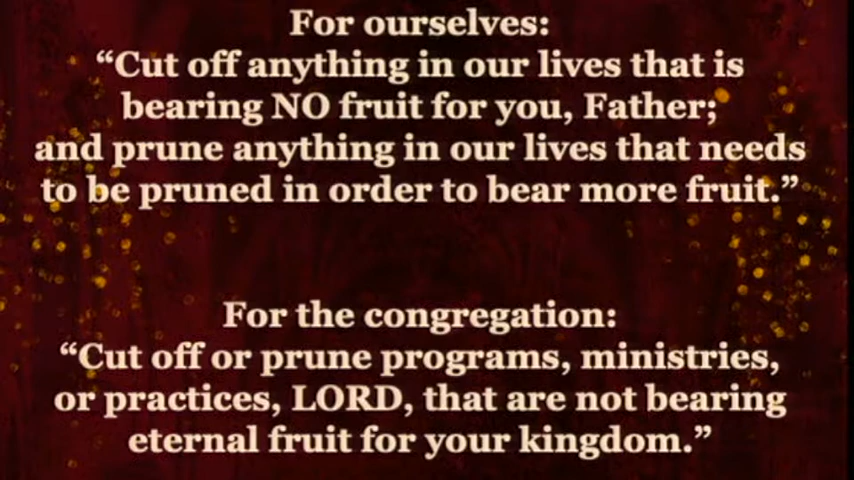 For ourselves:
“Cut off anything in our lives that is
bearing NO fruit for you, Father;
and prune anything in our lives that needs
to be pruned in order to bear more fruit.”
For the congregation:
“Cut off or prune programs, ministries,
or practices, LORD, that are not bearing
eternal fruit for your kingdom.”